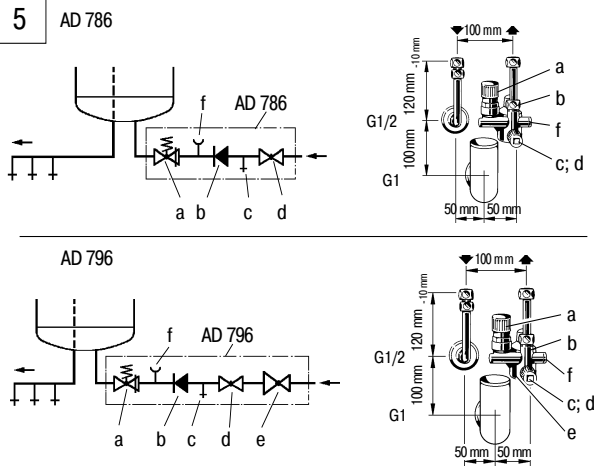 5 AD 786
f AD 786
a b c d
100 mm
120 mm -10 mm
100 mm
G1/2
G1
50 mm 50 mm
a
b
f
c; d
AD 796
f AD 796
a b c d e
100 mm
120 mm -10 mm
100 mm
G1/2
G1
50 mm 50 mm
a
b
f
c; d
e